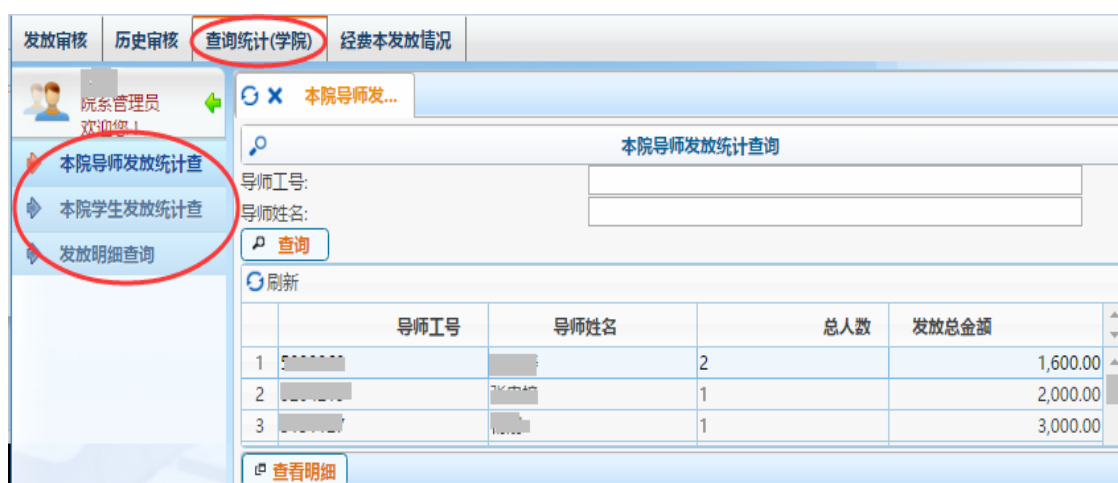 发放审核 历史审核 查询统计(学院) 经费本发放情况
院系管理员
欢迎您！
本院导师发放统计查
本院学生发放统计查
发放明细查询
本院导师发...
本院导师发放统计查询
导师工号:
导师姓名:
查询
刷新
导师工号 导师姓名 总人数 发放总金额
1 2 1,600.00
2 1 2,000.00
3 1 3,000.00
查看明细